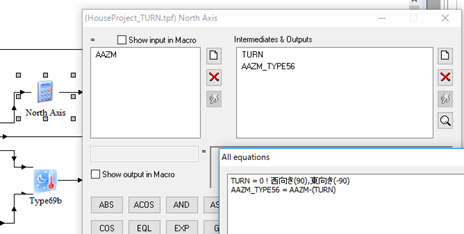 (HouseProject_TURN.tpf) North Axis
= Show input in Macro
Intermediates & Outputs
AAZM
TURN
AAZM_TYPE56
North Axis
=
All equations
Show output in Macro
TURN = 0 ! 西向き(90),東向き(-90)
AAZM_TYPE56 = AAZM-(TURN)
Type69b
ABS ACOS AND
COS EQL EXP